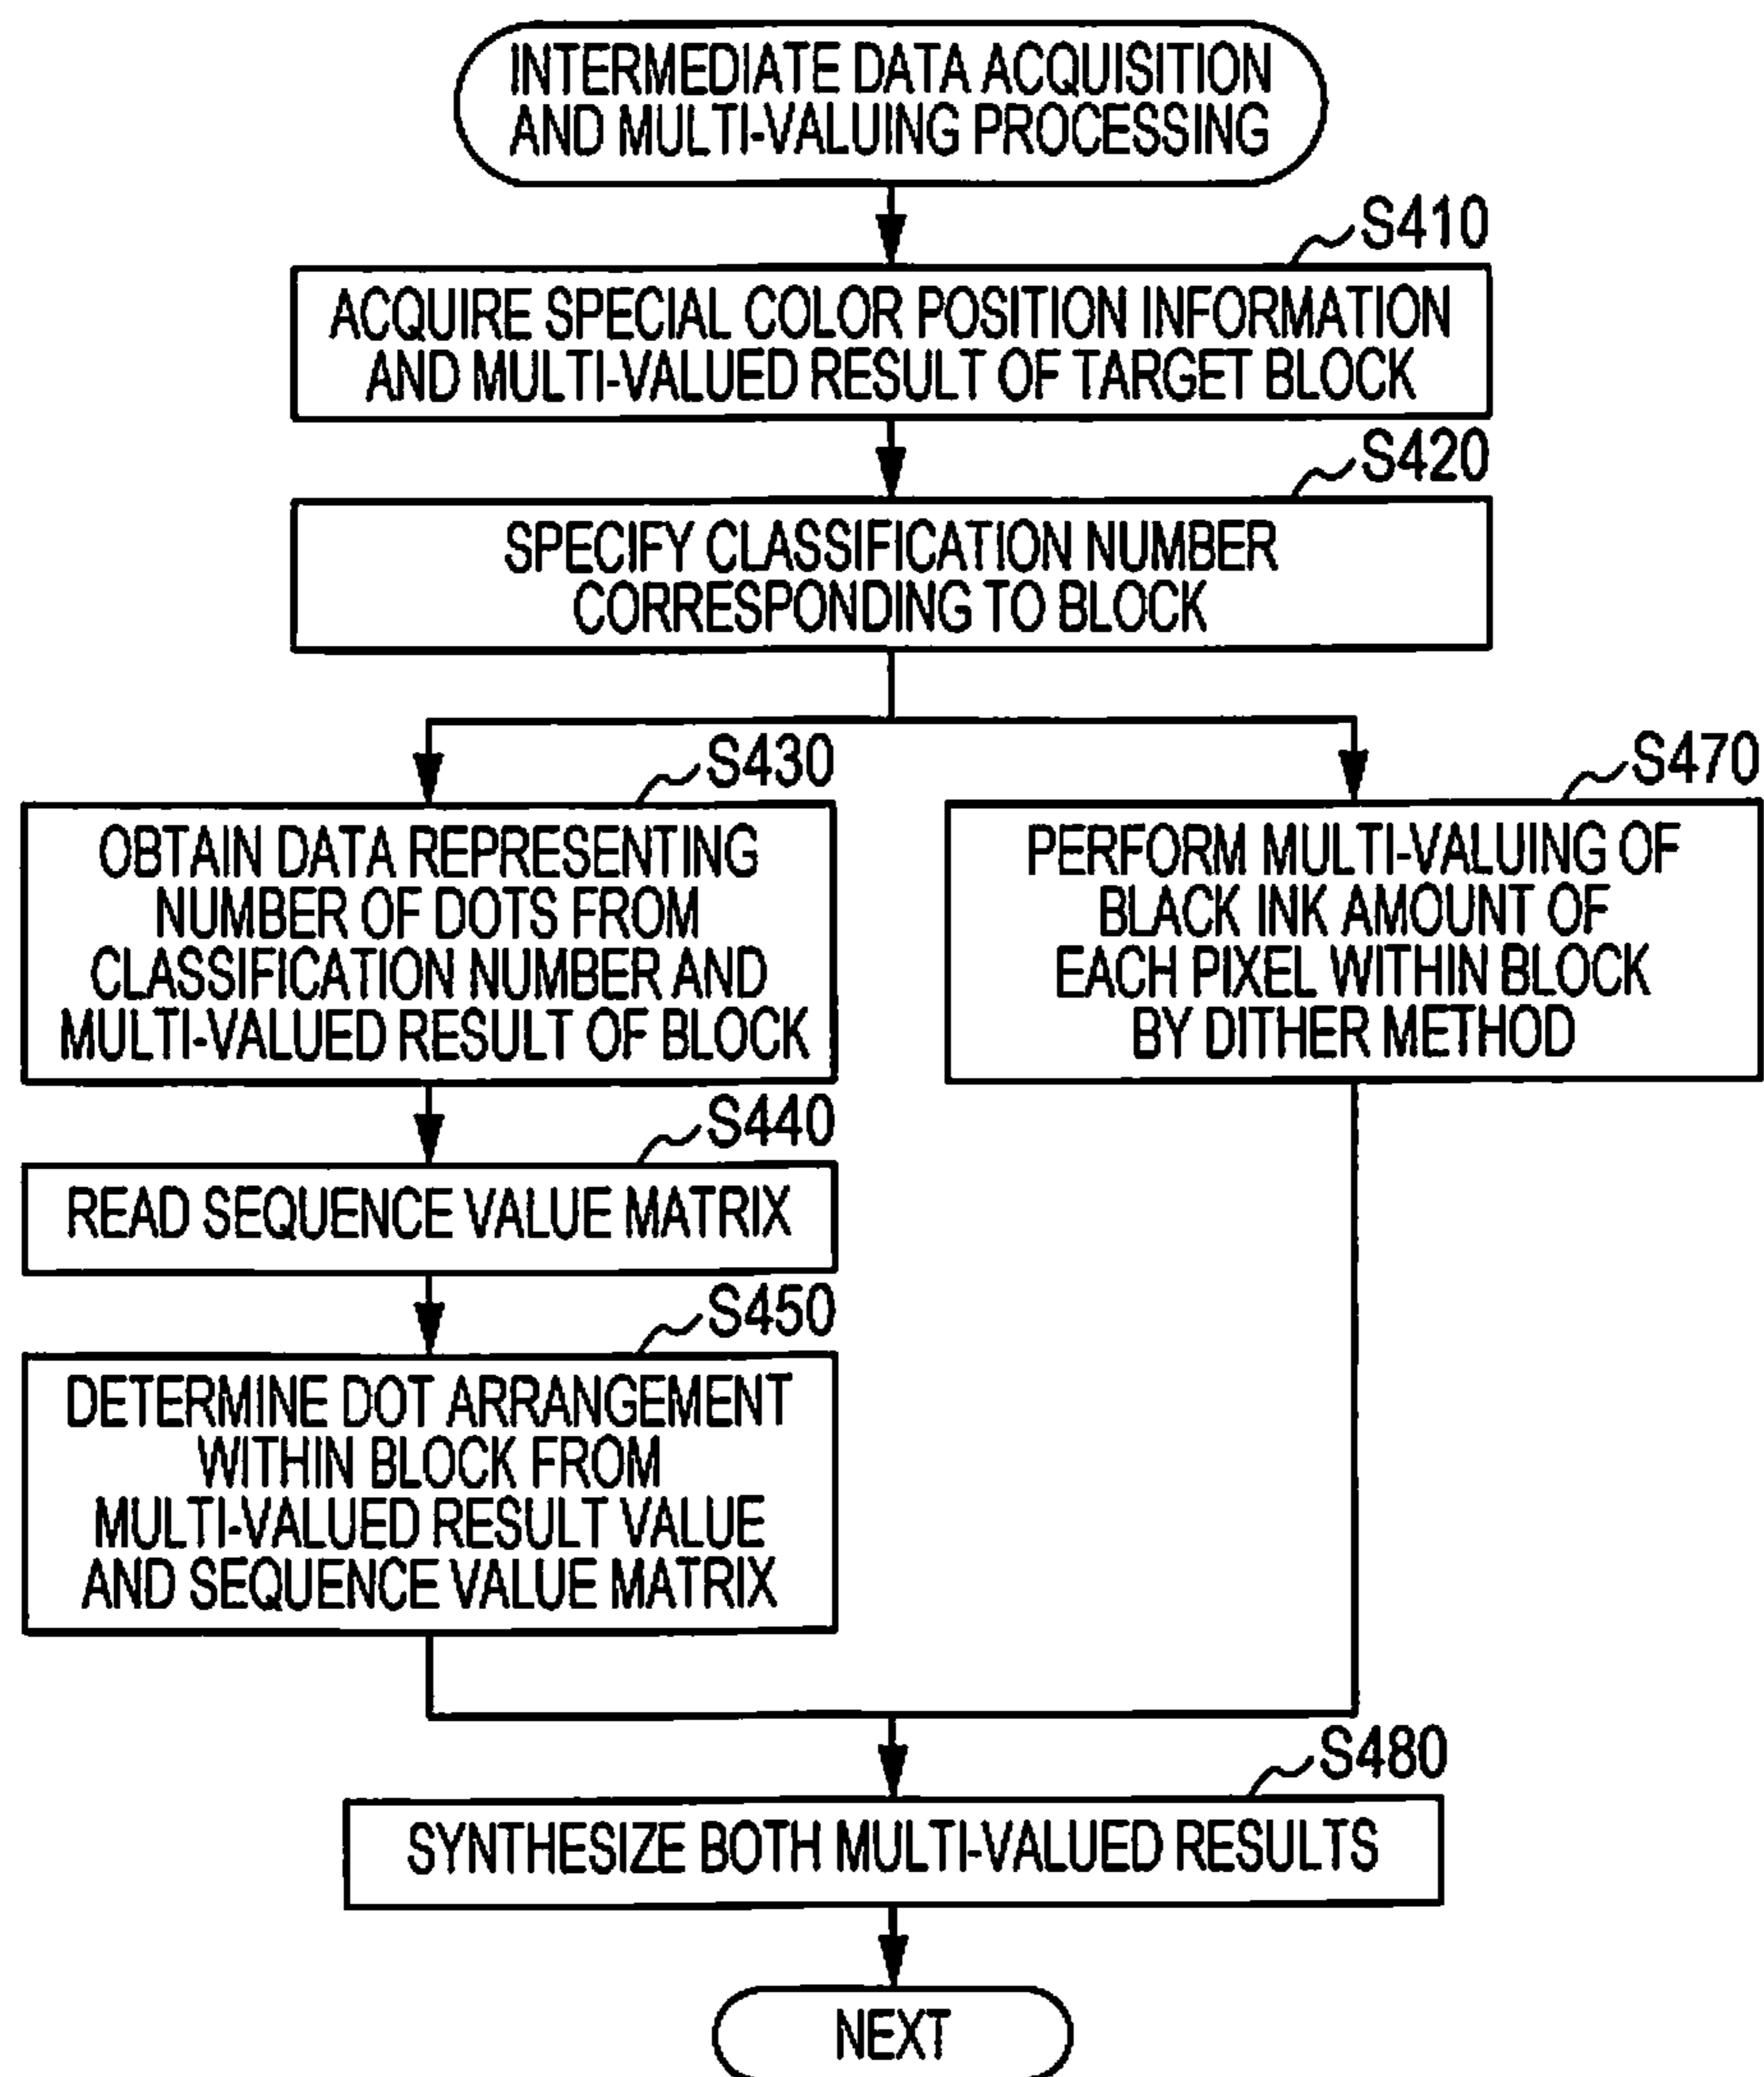 INTERMEDIATE DATA ACQUISITION
AND MULTI-VALUING PROCESSING
S410
ACQUIRE SPECIAL COLOR POSITION INFORMATION
AND MULTI-VALUED RESULT OF TARGET BLOCK
S420
SPECIFY CLASSIFICATION NUMBER
CORRESPONDING TO BLOCK
S430
OBTAIN DATA REPRESENTING
NUMBER OF DOTS FROM
CLASSIFICATION NUMBER AND
MULTI-VALUED RESULT OF BLOCK
S470
PERFORM MULTI-VALUING OF
BLACK INK AMOUNT OF
EACH PIXEL WITHIN BLOCK
BY DITHER METHOD
S440
READ SEQUENCE VALUE MATRIX
S450
DETERMINE DOT ARRANGEMENT
WITHIN BLOCK FROM
MULTI-VALUED RESULT VALUE
AND SEQUENCE VALUE MATRIX
S480
SYNTHESIZE BOTH MULTI-VALUED RESULTS
NEXT